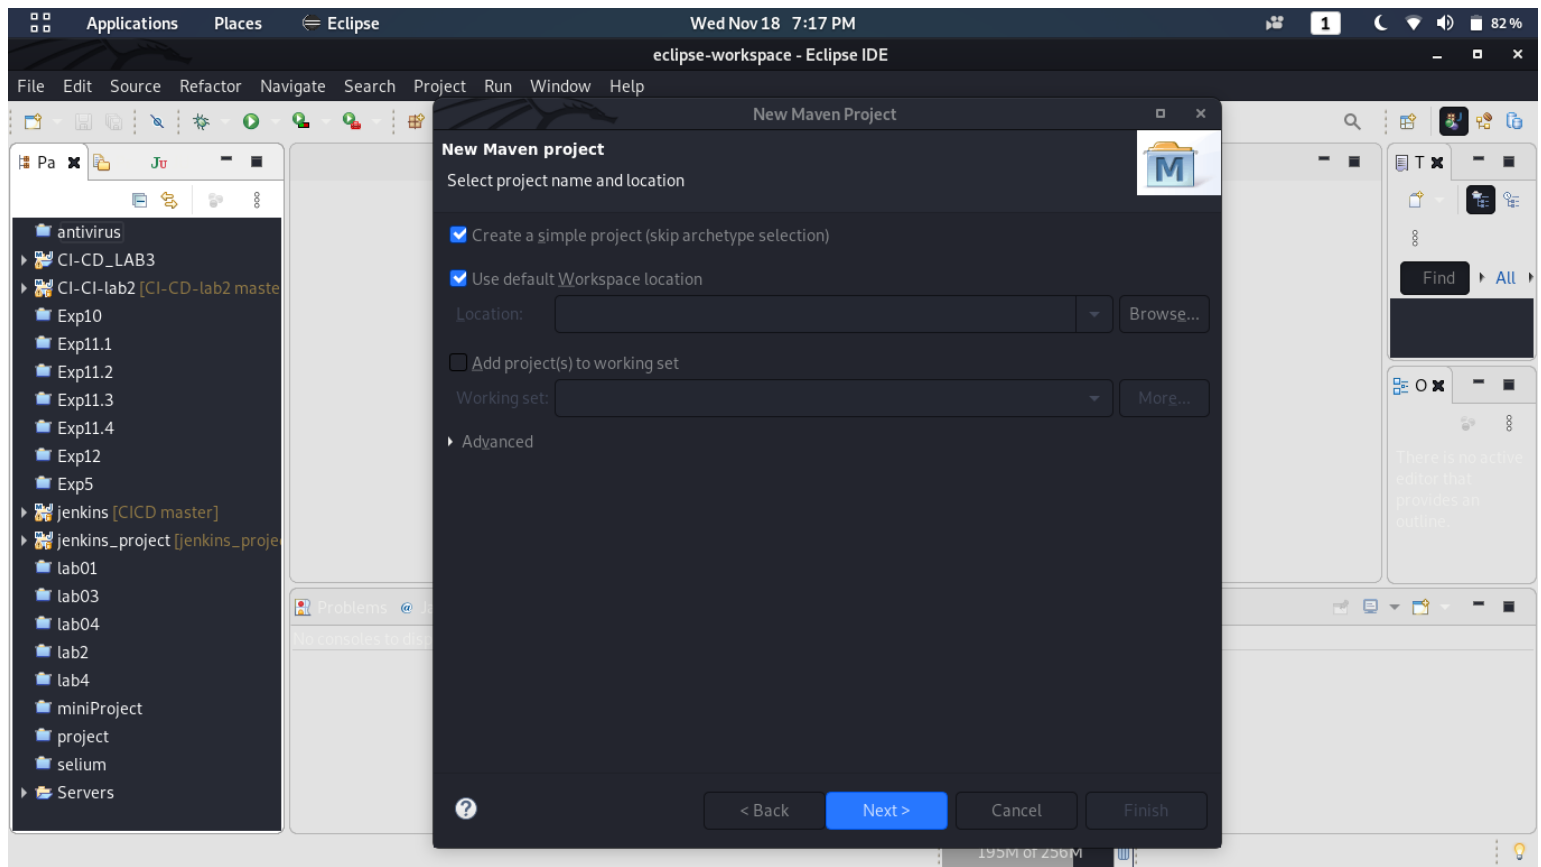 Applications Places Eclipse Wed Nov 18 7:17 PM 1 82%
eclipse-workspace - Eclipse IDE
File Edit Source Refactor Navigate Search Project Run Window Help
New Maven Project
Pa
Ju
T
New Maven project
Select project name and location
M
antivirus
CI-CD_LAB3
CI-CI-lab2 [CI-CD-lab2 maste
Exp10
Exp11.1
Exp11.2
Exp11.3
Exp11.4
Exp12
Exp5
jenkins [CICD master]
jenkins_project [jenkins_proje
lab01
lab03
lab04
lab2
lab4
miniProject
project
selium
Servers
Create a simple project (skip archetype selection)
Use default Workspace location
Location: Browse...
Add project(s) to working set
Working set: More...
Advanced
? < Back Next > Cancel Finish
Find All
O
There is no active
editor that
provides an
outline.
Problems @ Ja
No consoles to disp
195M of 256M